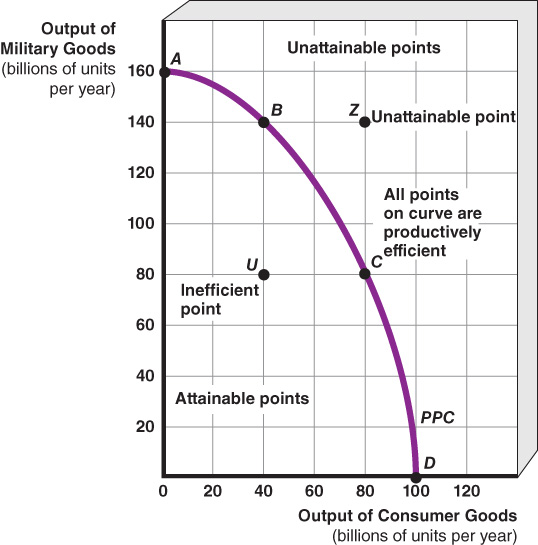 Output of
Military Goods
(billions of units
per year)
Unattainable points
160
A
140
B
Z
Unattainable point
120
100
All points
on curve are
productively
efficient
80
U
C
Inefficient
point
60
40
Attainable points
20
PPC
D
0
20
40
60
80
100
120
Output of Consumer Goods
(billions of units per year)